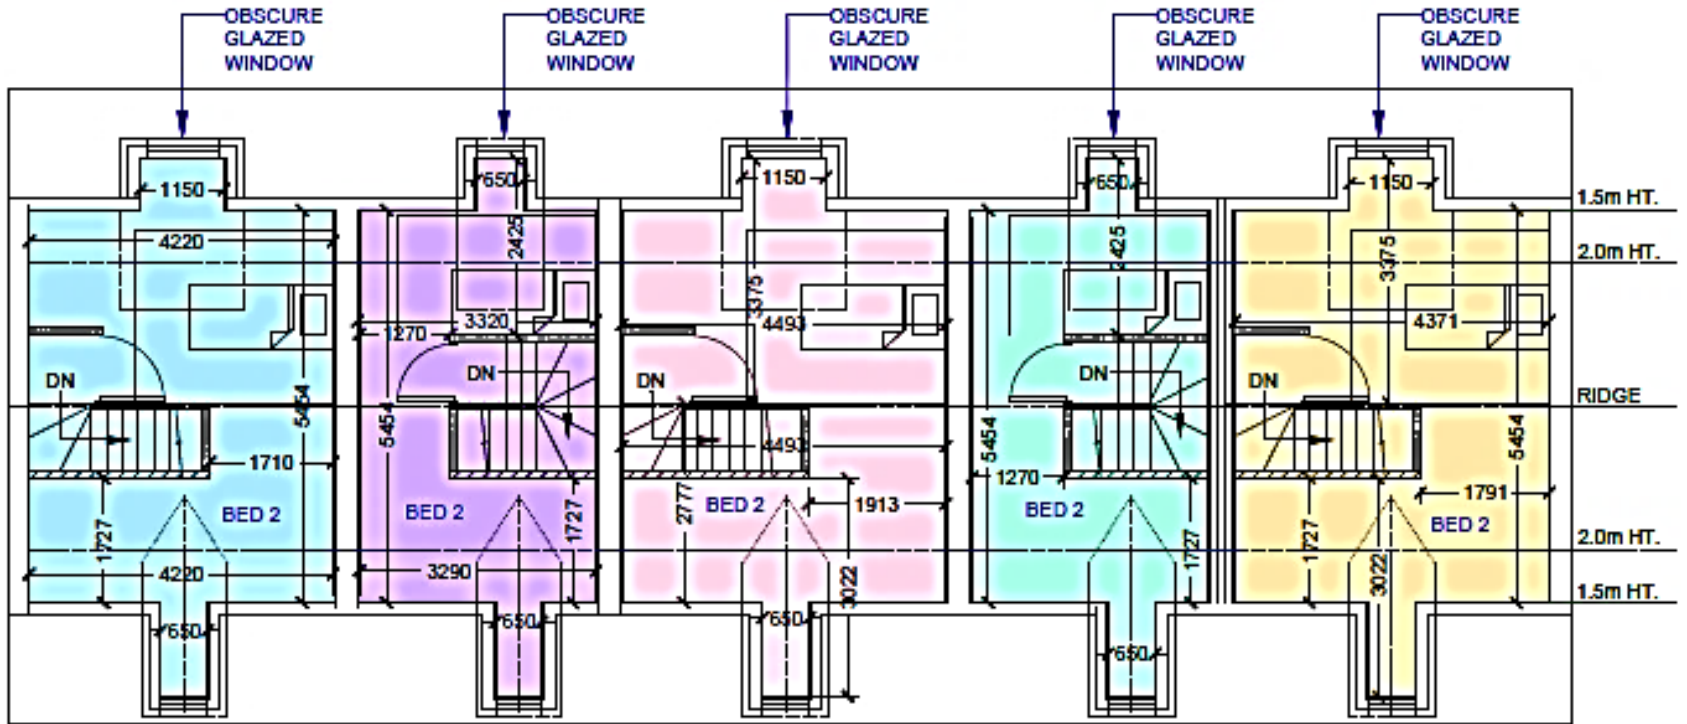 OBSCURE
GLAZED
WINDOW
OBSCURE
GLAZED
WINDOW
OBSCURE
GLAZED
WINDOW
OBSCURE
GLAZED
WINDOW
OBSCURE
GLAZED
WINDOW
1150
650
1150
650
1150
1.5m HT.
4220
2425
2425
2.0m HT.
3375
3375
1270
3320
4493
4371
DN
DN
DN
DN
DN
RIDGE
5454
5454
4493
5454
5454
1710
1270
1913
1791
BED 2
BED 2
BED 2
BED 2
BED 2
1727
1727
2777
1727
1727
2.0m HT.
4220
3290
3022
3022
1.5m HT.
650
650
650
650